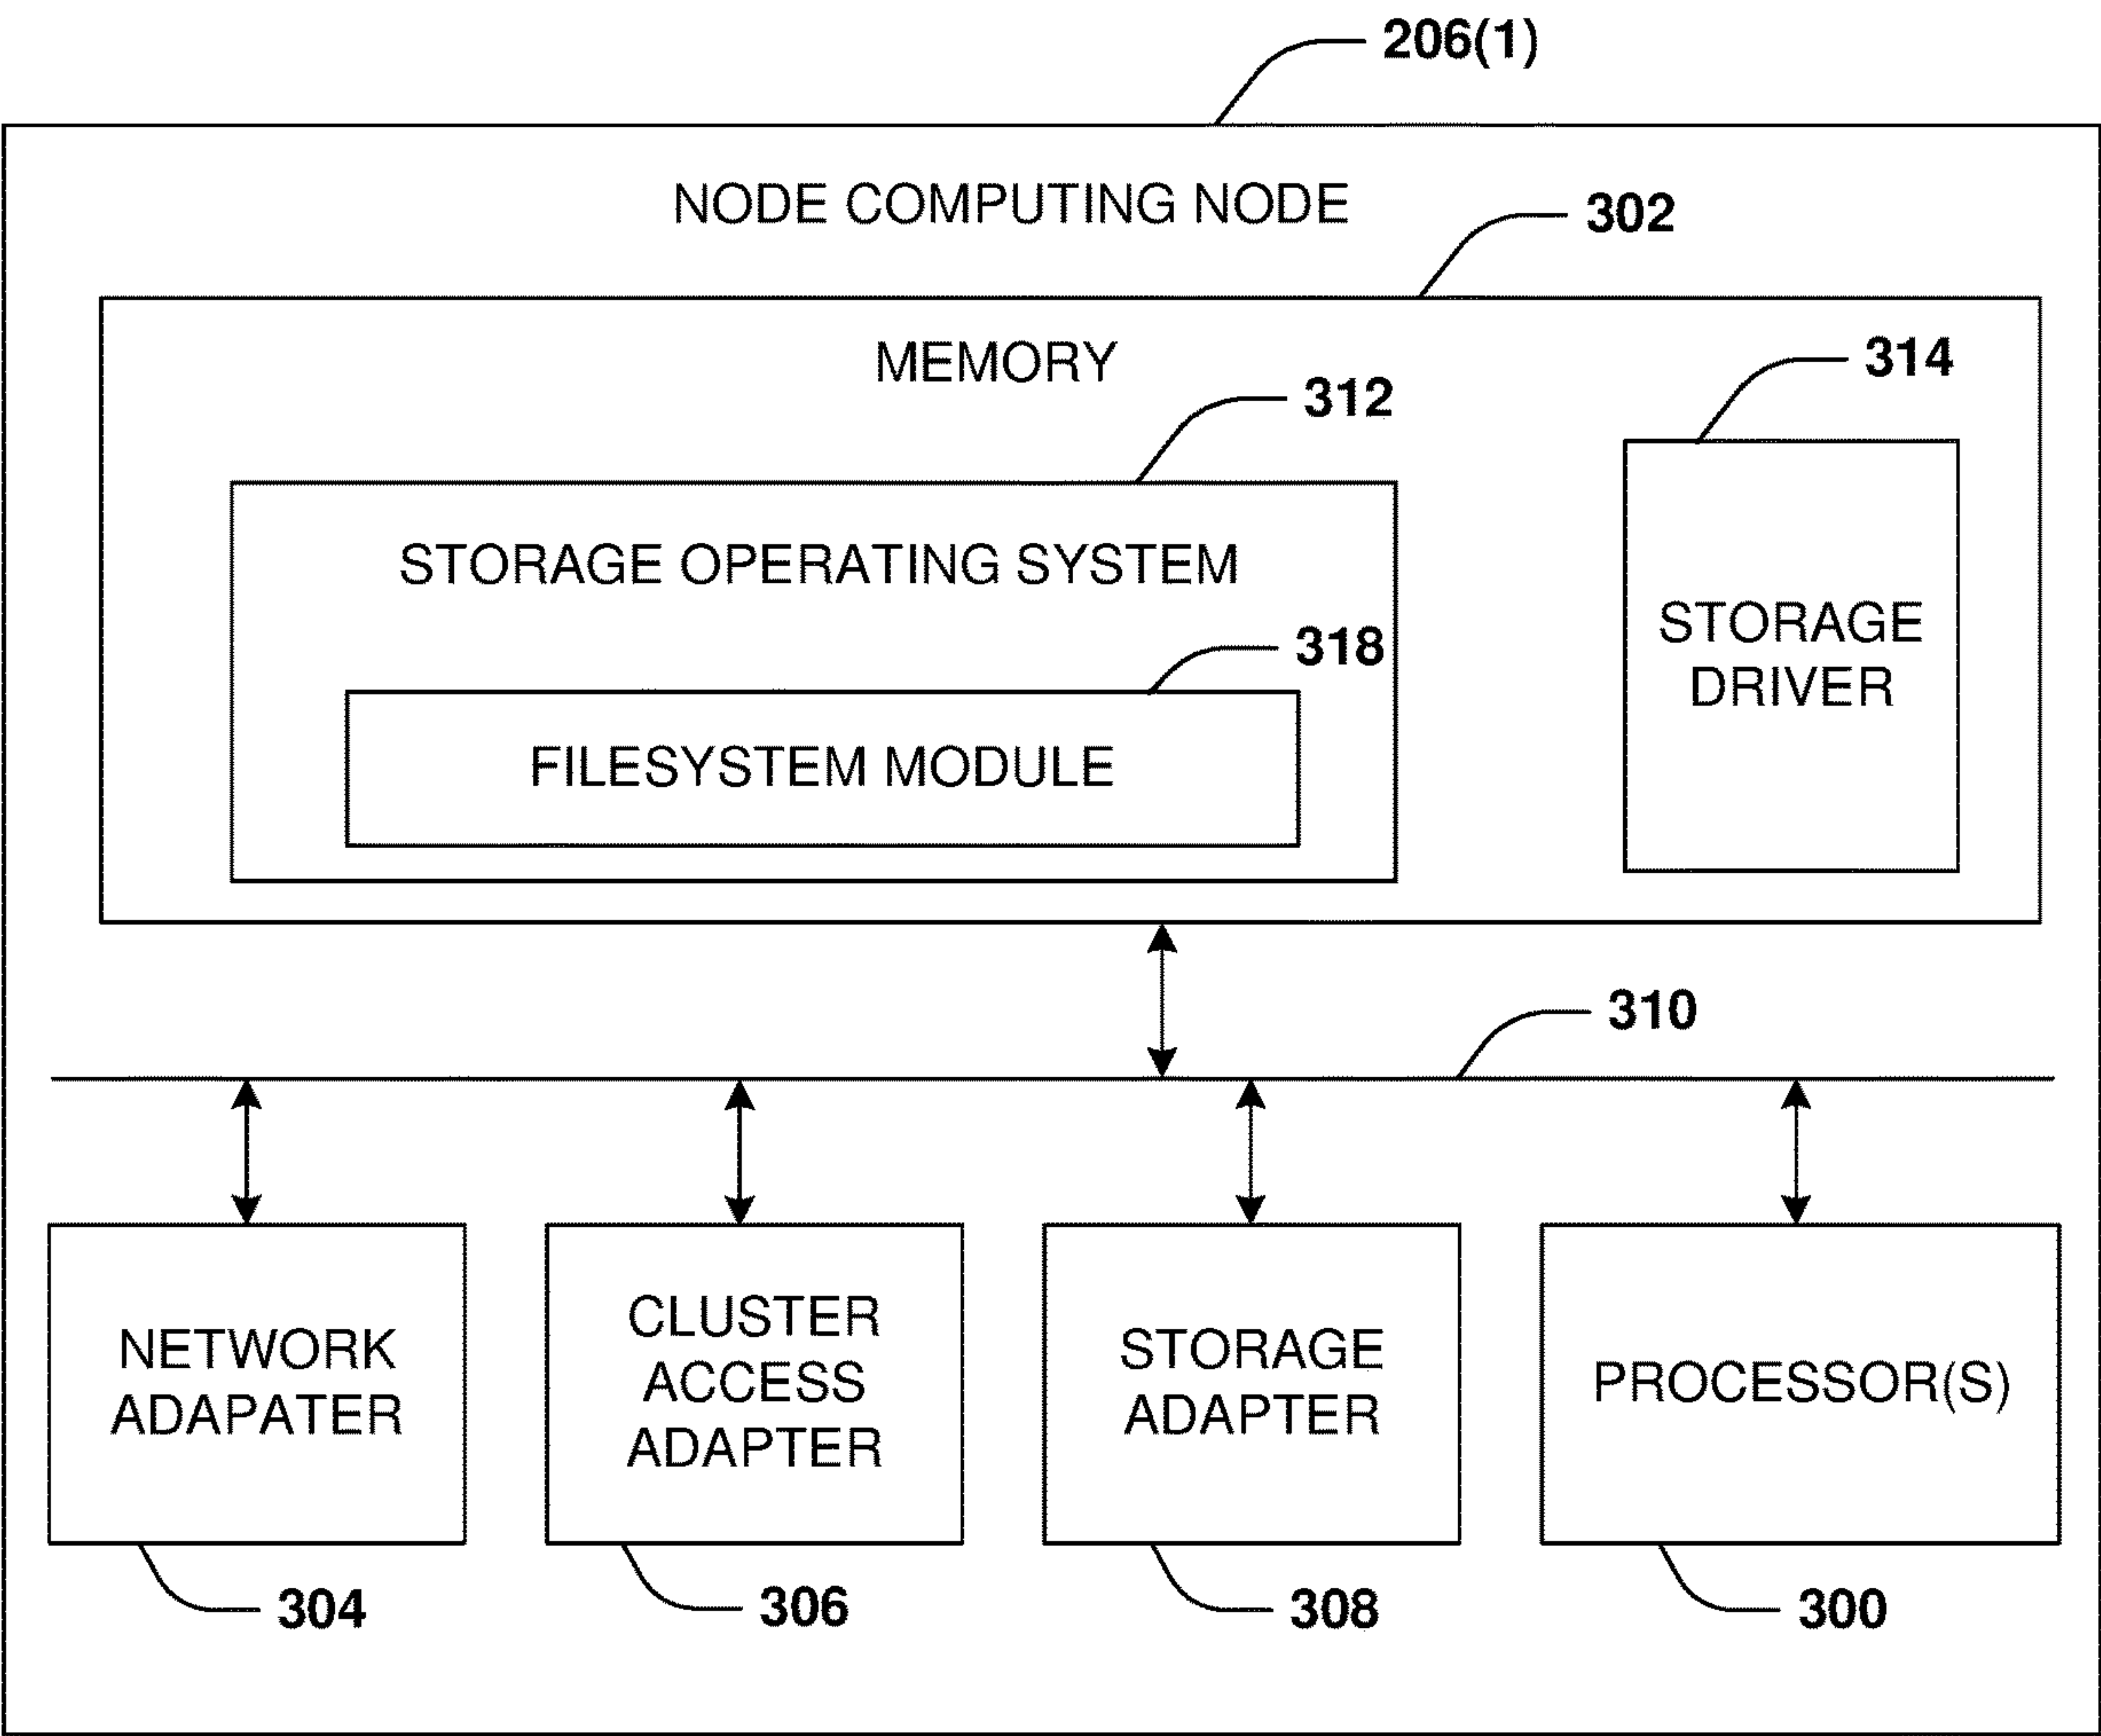 206(1)
NODE COMPUTING NODE
302
MEMORY
314
312
STORAGE OPERATING SYSTEM
STORAGE
DRIVER
318
FILESYSTEM MODULE
310
NETWORK
ADAPATER
CLUSTER
ACCESS
ADAPTER
STORAGE
ADAPTER
PROCESSOR(S)
304
306
308
300